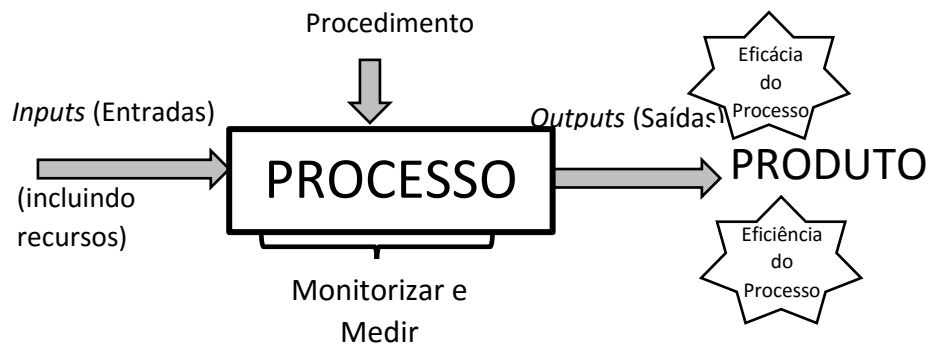 Procedimento
Eficácia
do
Processo
Inputs (Entradas)
Outputs (Saídas)
PROCESSO
PRODUTO
(incluindo
recursos)
Eficiência
do
Processo
Monitorizar e
Medir